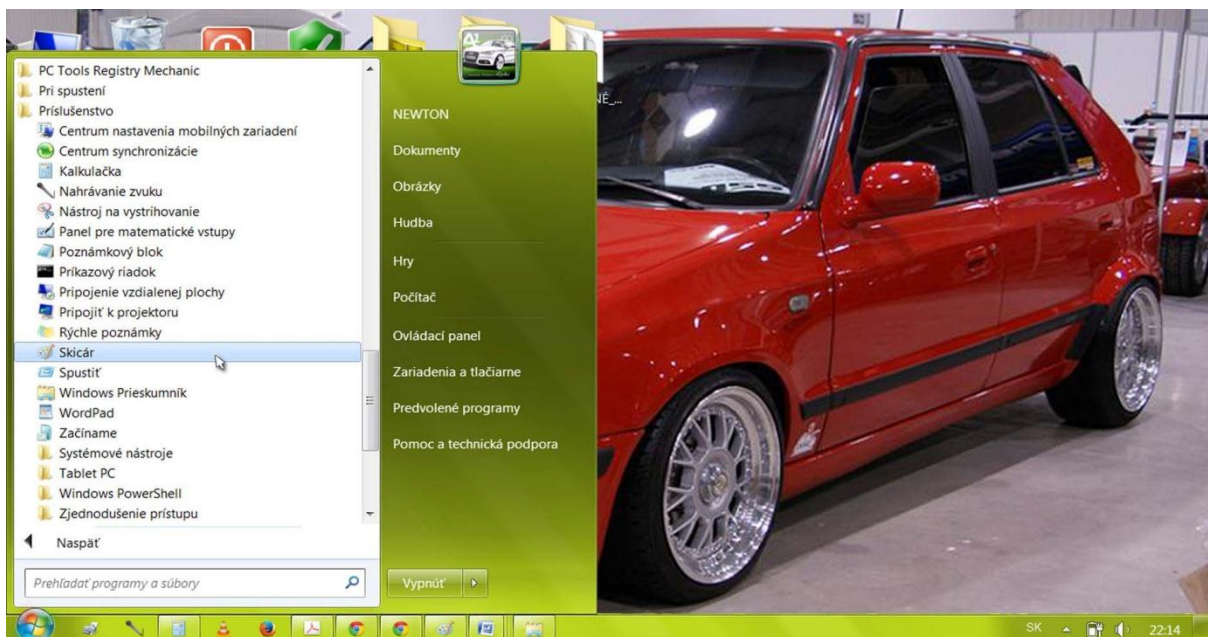 PC Tools Registry Mechanic
Pri spustení
Príslušenstvo
Centrum nastavenia mobilných zariadení
Centrum synchronizácie
Kalkulačka
Nahrávanie zvuku
Nástroj na vystrihovanie
Panel pre matematické vstupy
Poznámkový blok
Príkazový riadok
Pripojenie vzdialenej plochy
Pripojiť k projektoru
Rýchle poznámky
Skicár
Spustiť
Windows Prieskumník
WordPad
Začíname
Systémové nástroje
Tablet PC
Windows PowerShell
Zjednodušenie prístupu
Naspäť
Prehľadať programy a súbory
A1
NEWTON
Dokumenty
Obrázky
Hudba
Hry
Počítač
Ovládací panel
Zariadenia a tlačiarne
Predvolené programy
Pomoc a technická podpora
Vypnúť
NÉ_...
SK
22:14